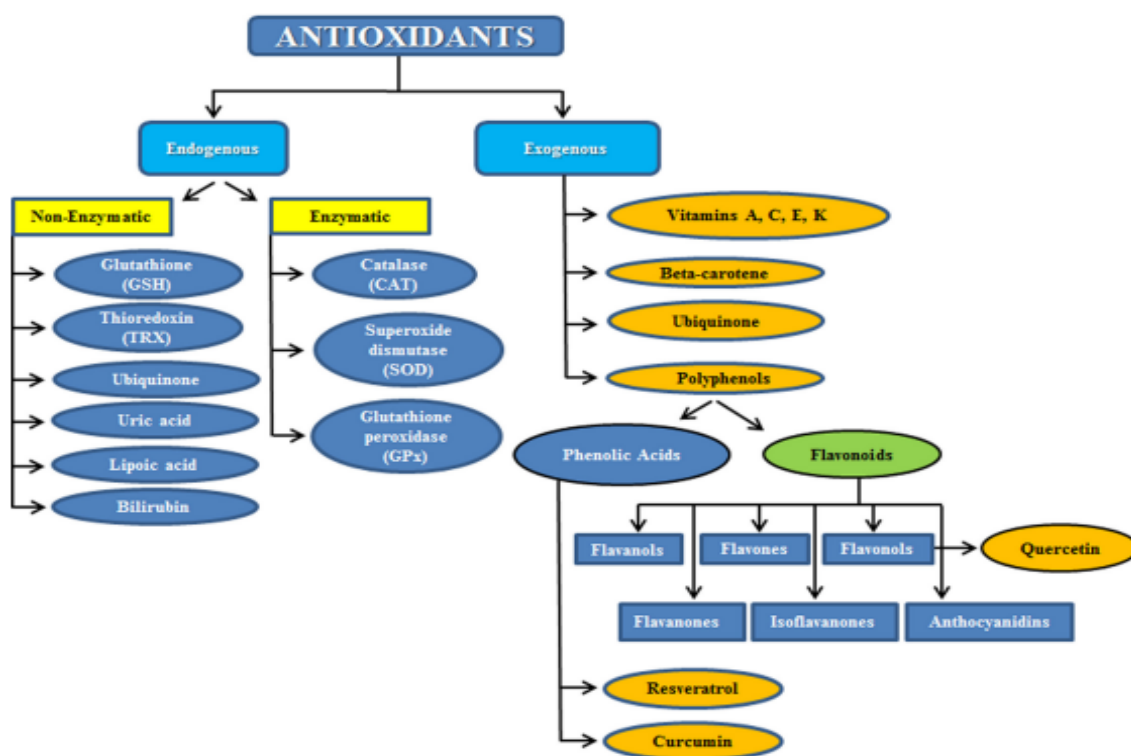 ANTIOXIDANTS
Endogenous
Exogenous
Non-Enzymatic
Enzymatic
Glutathione
(GSH)
Thioredoxin
(TRX)
Ubiquinone
Uric acid
Lipoic acid
Bilirubin
Catalase
(CAT)
Superoxide
dismutase
(SOD)
Glutathione
peroxidase
(GPx)
Vitamins A, C, E, K
Beta-carotene
Ubiquinone
Polyphenols
Phenolic Acids
Flavonoids
Flavanols
Flavones
Flavonols
Quercetin
Flavanones
Isoflavanones
Anthocyanidins
Resveratrol
Curcumin